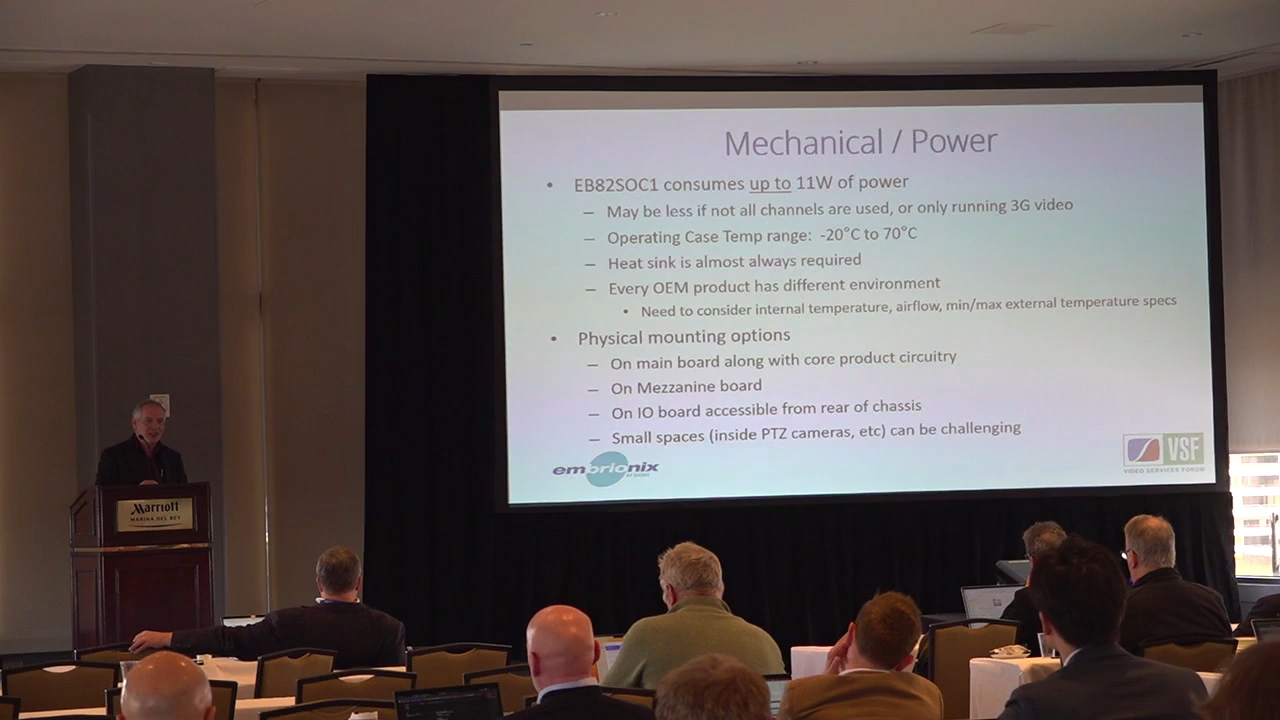 Mechanical / Power
• EB82SOC1 consumes up to 11W of power
– May be less if not all channels are used, or only running 3G video
– Operating Case Temp range: -20°C to 70°C
– Heat sink is almost always required
– Every OEM product has different environment
• Need to consider internal temperature, airflow, min/max external temperature specs
• Physical mounting options
– On main board along with core product circuitry
– On Mezzanine board
– On IO board accessible from rear of chassis
– Small spaces (inside PTZ cameras, etc) can be challenging
embrionix
VSF
VIDEO SERVICES FORUM
Marriott
MARINA DEL REY